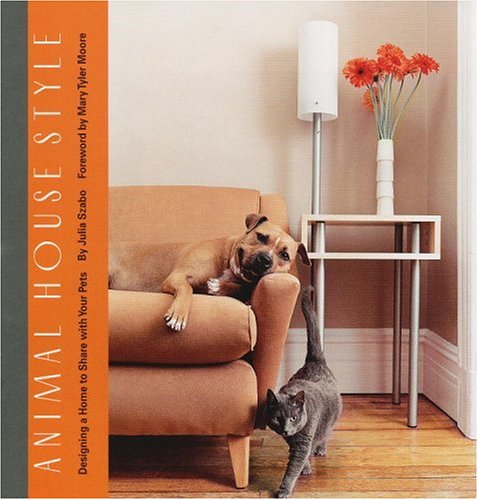 ANIMAL HOUSE STYLE
Designing a Home to Share with Your Pets By Julia Szabo Foreword by Mary Tyler Moore